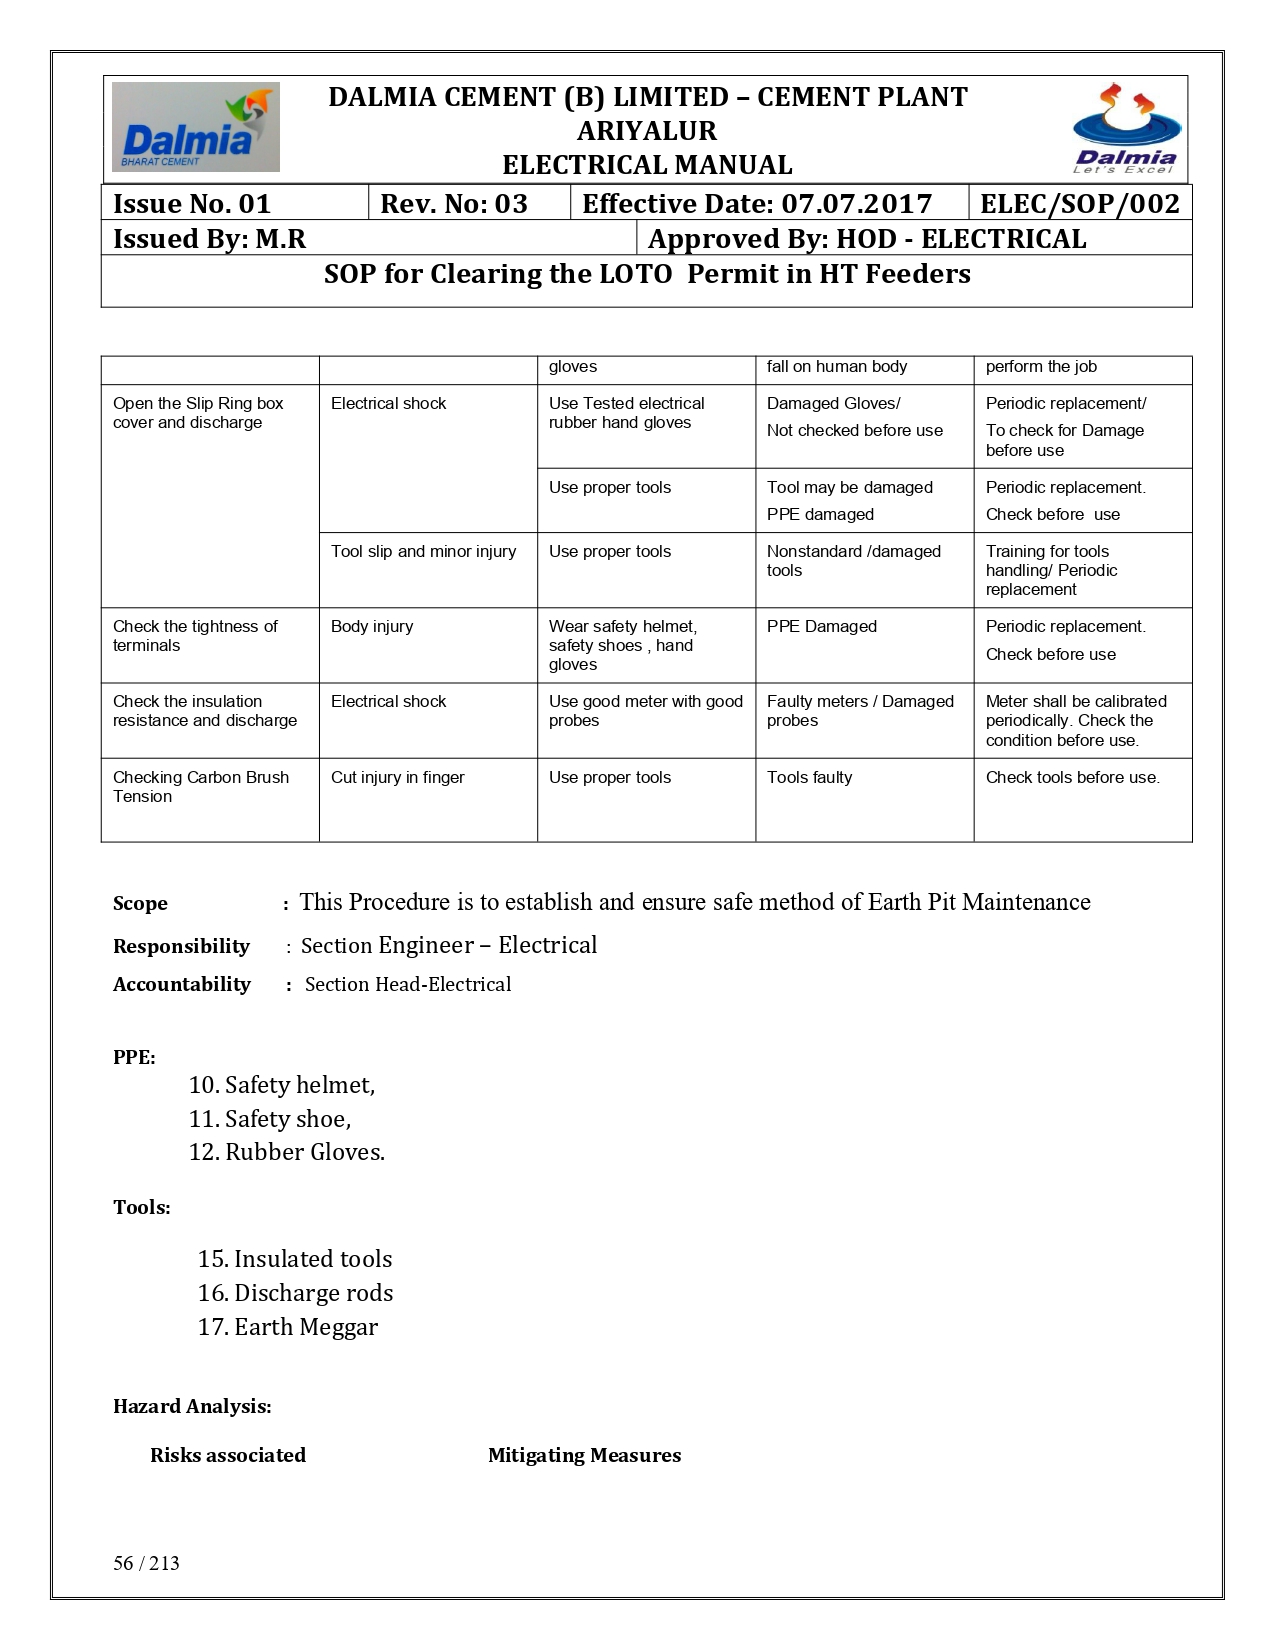 Dalmia
BHARAT CEMENT
DALMIA CEMENT (B) LIMITED – CEMENT PLANT
ARIYALUR
ELECTRICAL MANUAL
Dalmia
Let's Excel
Issue No. 01 Rev. No: 03 Effective Date: 07.07.2017 ELEC/SOP/002
Issued By: M.R Approved By: HOD - ELECTRICAL
SOP for Clearing the LOTO Permit in HT Feeders
gloves fall on human body perform the job
Open the Slip Ring box
cover and discharge
Electrical shock
Use Tested electrical
rubber hand gloves
Damaged Gloves/
Not checked before use
Periodic replacement/
To check for Damage
before use
Use proper tools
Tool may be damaged
PPE damaged
Periodic replacement.
Check before use
Tool slip and minor injury
Use proper tools
Nonstandard /damaged
tools
Training for tools
handling/ Periodic
replacement
Check the tightness of
terminals
Body injury
Wear safety helmet,
safety shoes , hand
gloves
PPE Damaged
Periodic replacement.
Check before use
Check the insulation
resistance and discharge
Electrical shock
Use good meter with good
probes
Faulty meters / Damaged
probes
Meter shall be calibrated
periodically. Check the
condition before use.
Checking Carbon Brush
Tension
Cut injury in finger
Use proper tools
Tools faulty
Check tools before use.
Scope : This Procedure is to establish and ensure safe method of Earth Pit Maintenance
Responsibility : Section Engineer – Electrical
Accountability : Section Head-Electrical
PPE:
10. Safety helmet,
11. Safety shoe,
12. Rubber Gloves.
Tools:
15. Insulated tools
16. Discharge rods
17. Earth Meggar
Hazard Analysis:
Risks associated Mitigating Measures
56 / 213